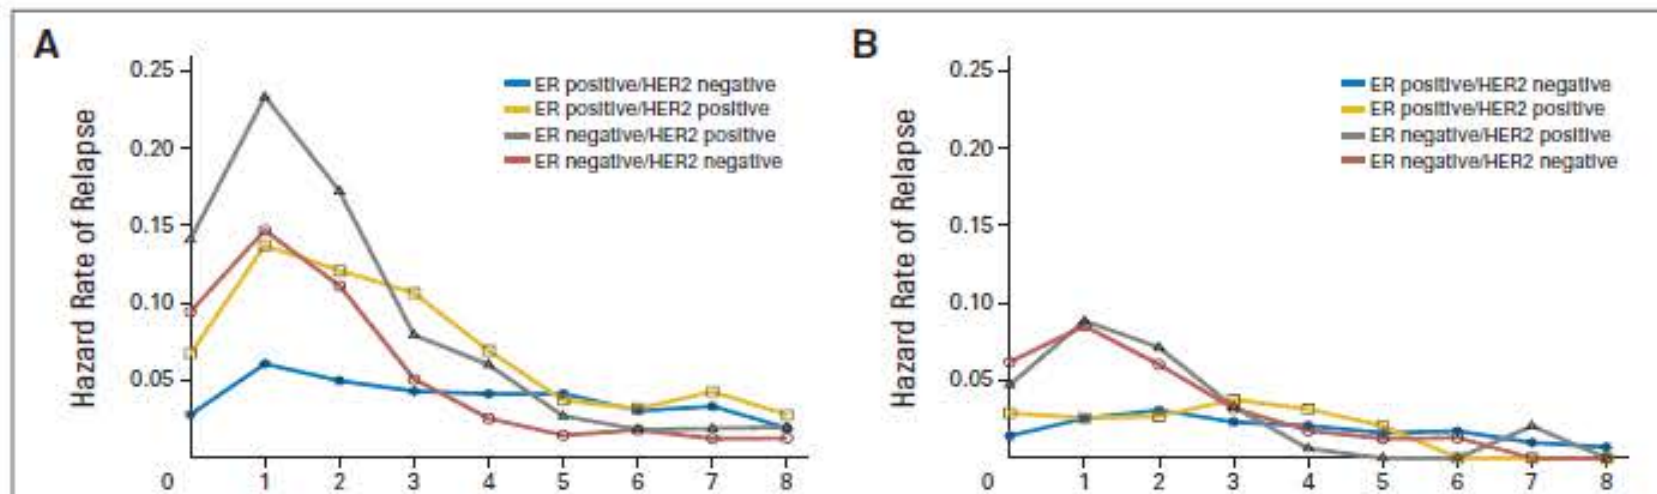 A
Hazard Rate of Relapse
0.25
0.20
0.15
0.10
0.05
0 1 2 3 4 5 6 7 8
ER positive/HER2 negative
ER positive/HER2 positive
ER negative/HER2 positive
ER negative/HER2 negative
B
Hazard Rate of Relapse
0.25
0.20
0.15
0.10
0.05
0 1 2 3 4 5 6 7 8
ER positive/HER2 negative
ER positive/HER2 positive
ER negative/HER2 positive
ER negative/HER2 negative